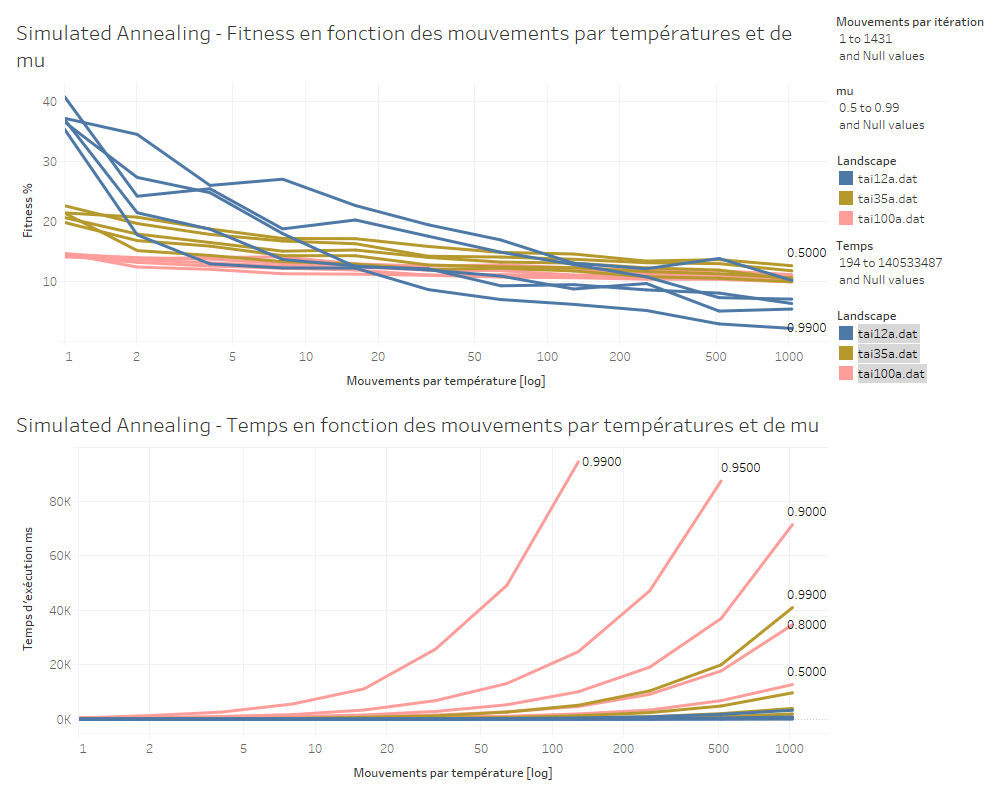 Simulated Annealing - Fitness en fonction des mouvements par températures et de
mu
40
30
20
10
Fitness %
0.5000
0.9900
1 2 5 10 20 50 100 200 500 1000
Mouvements par température [log]
Mouvements par itération
1 to 1431
and Null values
mu
0.5 to 0.99
and Null values
Landscape
tai12a.dat
tai35a.dat
tai100a.dat
Temps
194 to 140533487
and Null values
Landscape
tai12a.dat
tai35a.dat
tai100a.dat
Simulated Annealing - Temps en fonction des mouvements par températures et de mu
80K
60K
40K
20K
0K
Temps d'exécution ms
0.9900
0.9500
0.9000
0.9900
0.8000
0.5000
1 2 5 10 20 50 100 200 500 1000
Mouvements par température [log]